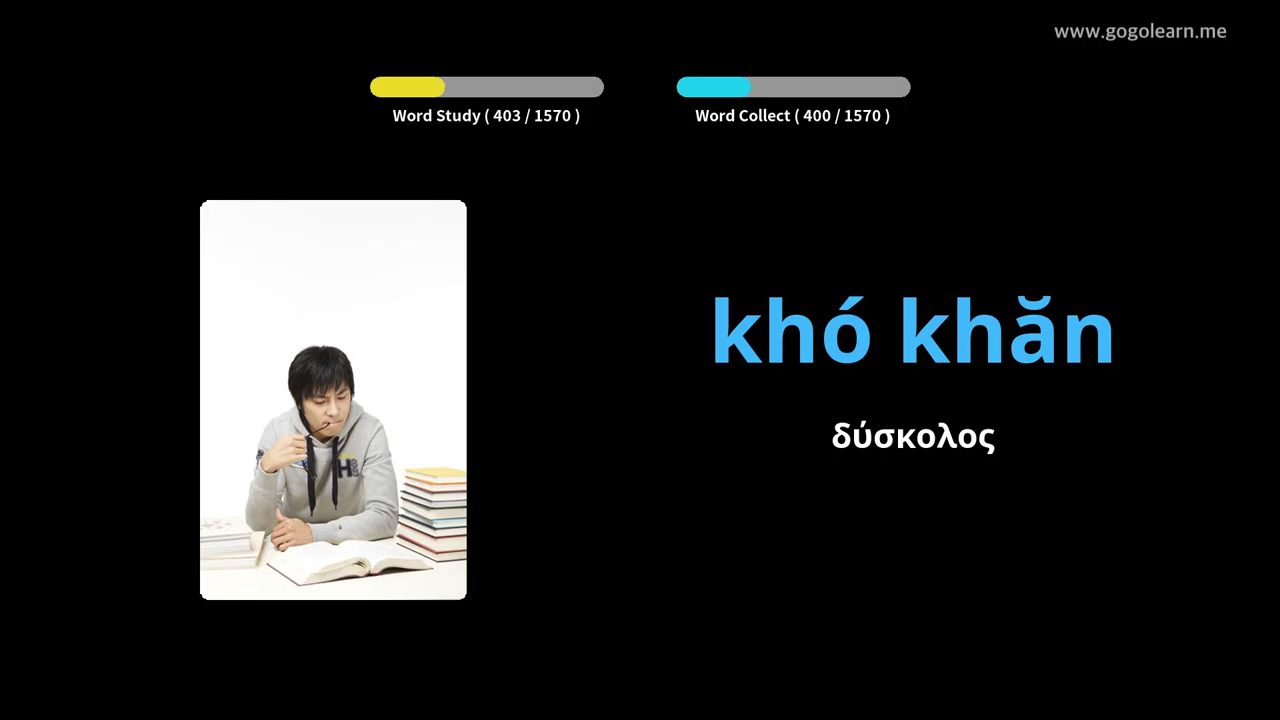 www.gogolearn.me
Word Study ( 403 / 1570 )
Word Collect ( 400 / 1570 )
khó khăn
δύσκολος
H